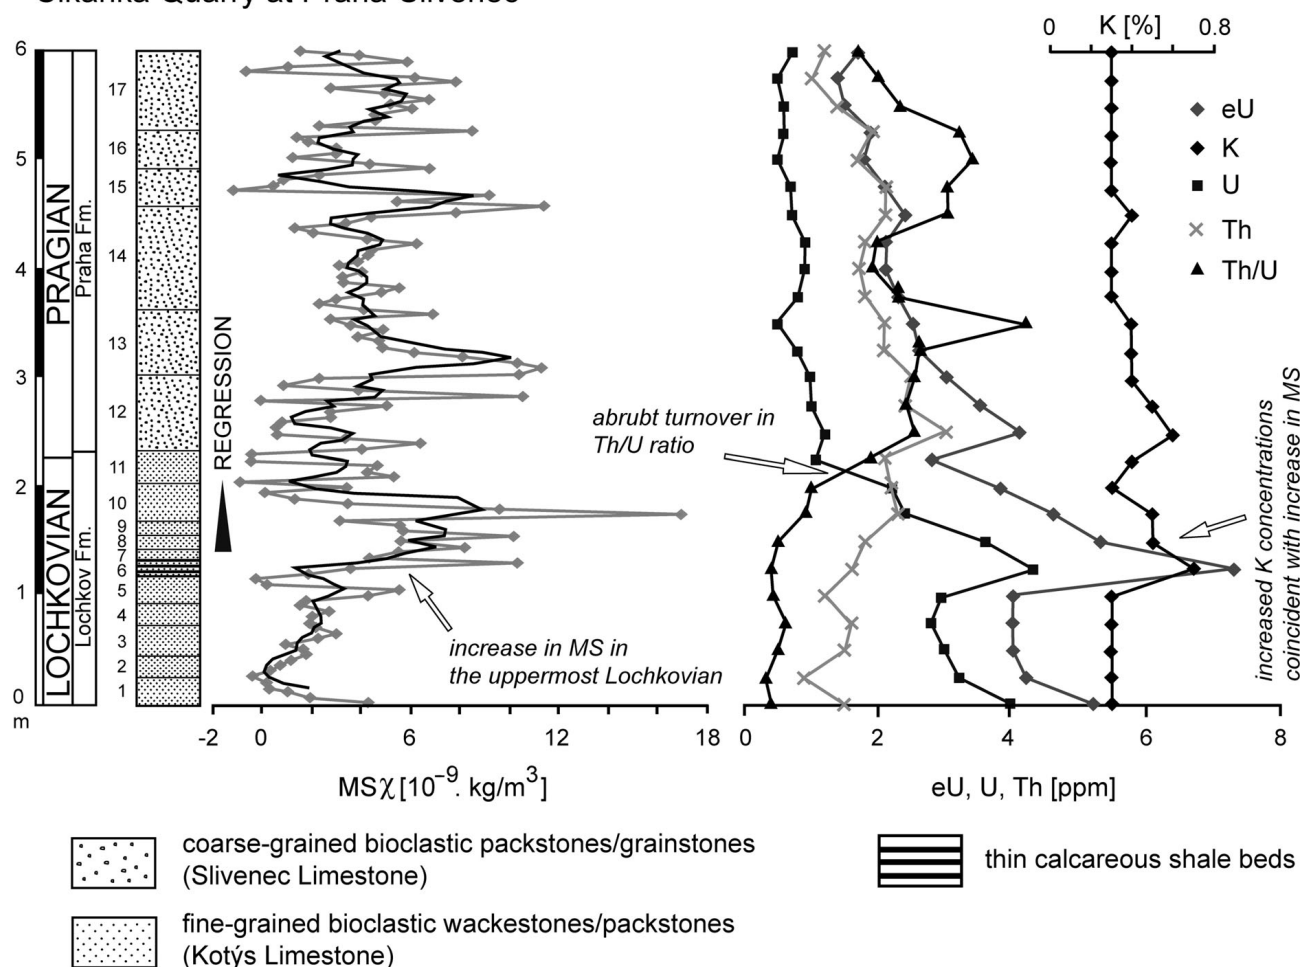 Cikánka Quarry at Praha-Slivenec
0 K [%] 0.8
6
5
4
3
2
1
0
m
PRAGIAN
Praha Fm.
LOCHKOVIAN
Lochkov Fm.
17
16
15
14
13
12
11
10
9
8
7
6
5
4
3
2
1
REGRESSION
eU
K
U
Th
Th/U
abrubt turnover in
Th/U ratio
increase in MS in
the uppermost Lochkovian
increased K concentrations
coincident with increase in MS
-2 0 6 12 18
0 2 4 6 8
MS χ [10⁻⁹. kg/m³]
eU, U, Th [ppm]
coarse-grained bioclastic packstones/grainstones
(Slivenec Limestone)
thin calcareous shale beds
fine-grained bioclastic wackestones/packstones
(Kotýs Limestone)